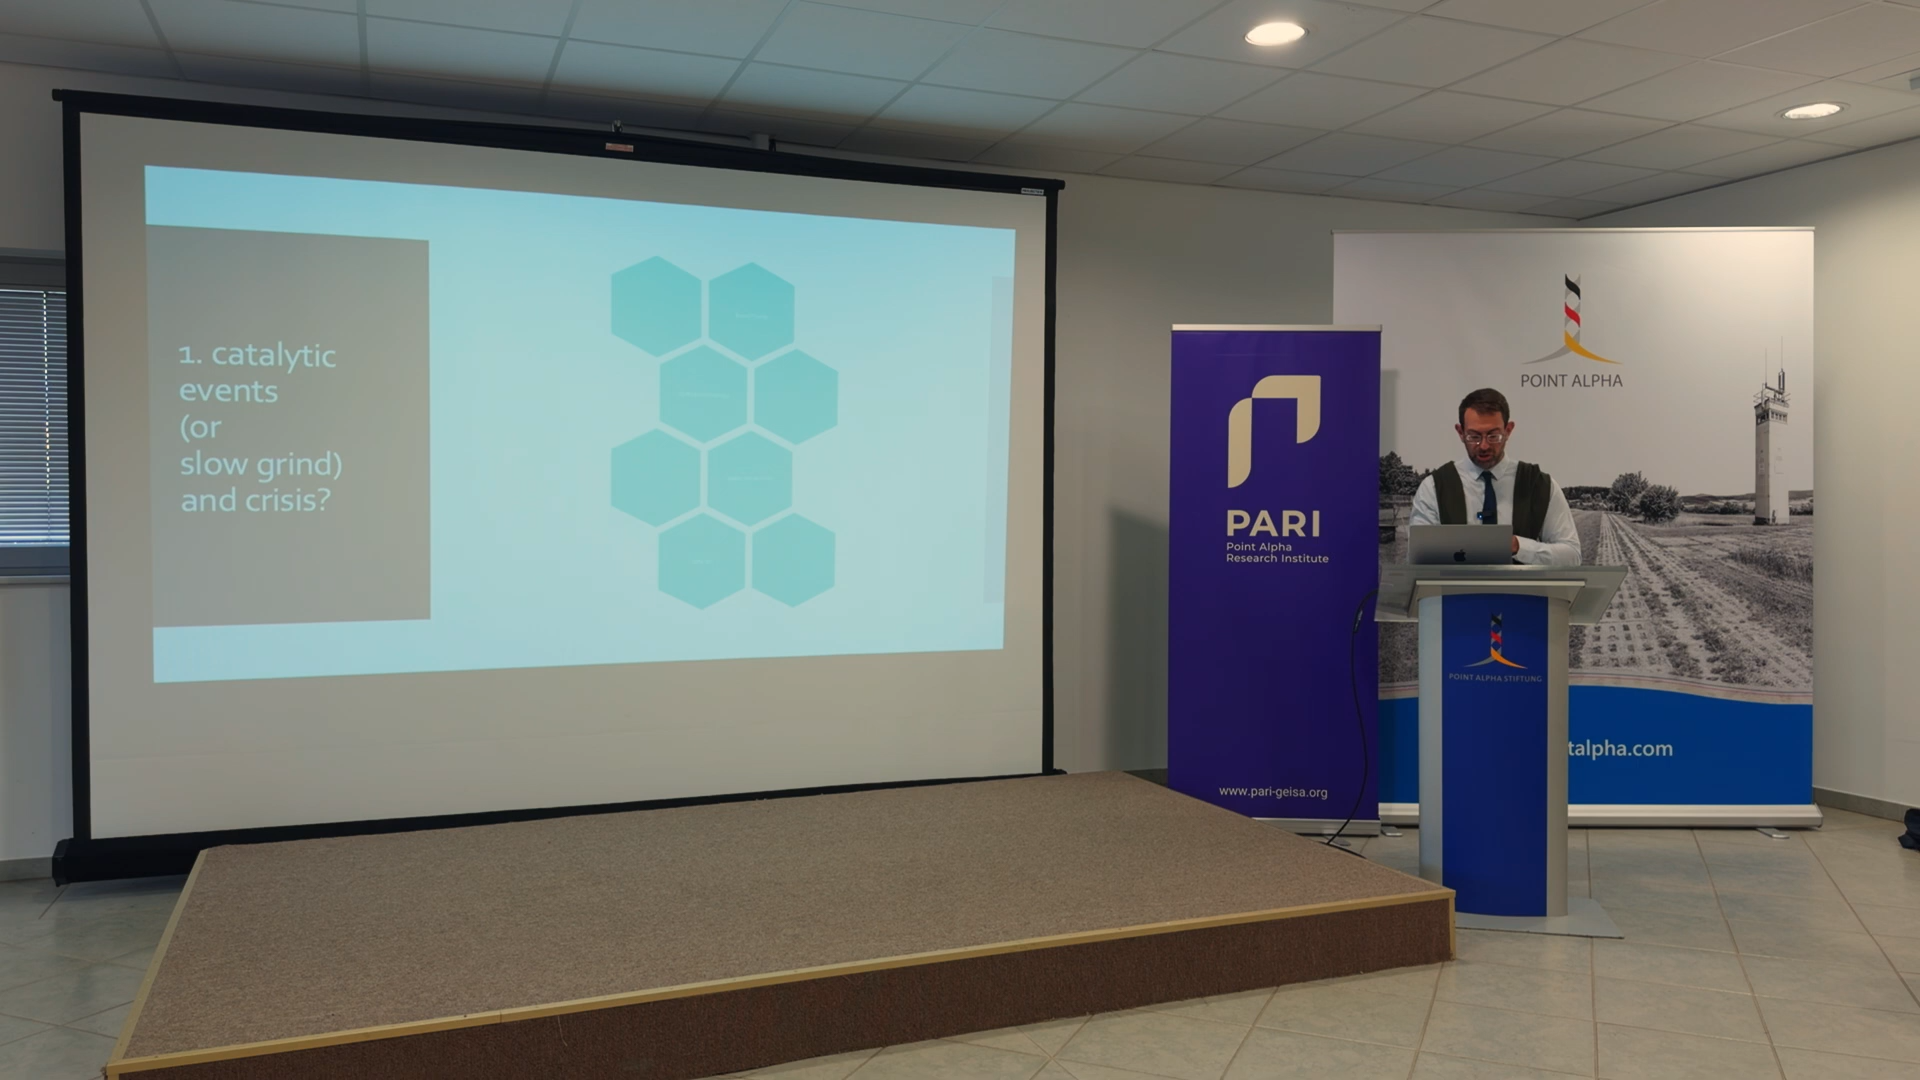 1. catalytic
events
(or
slow grind)
and crisis?
PARI
Point Alpha
Research Institute
www.pari-geisa.org
POINT ALPHA
talpha.com
POINT ALPHA STIFTUNG